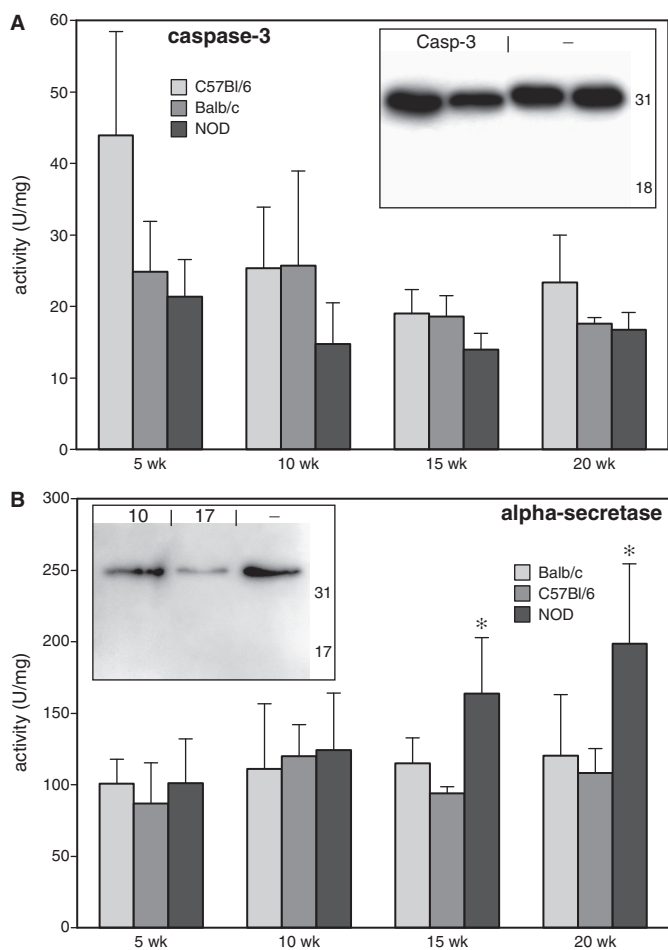 A
caspase-3
C57Bl/6
Balb/c
NOD
Casp-3 | –
31
18
activity (U/mg)
60
50
40
30
20
10
0
5 wk 10 wk 15 wk 20 wk
B
alpha-secretase
10 | 17 | –
31
17
Balb/c
C57Bl/6
NOD
* *
activity (U/mg)
300
250
200
150
100
50
0
5 wk 10 wk 15 wk 20 wk